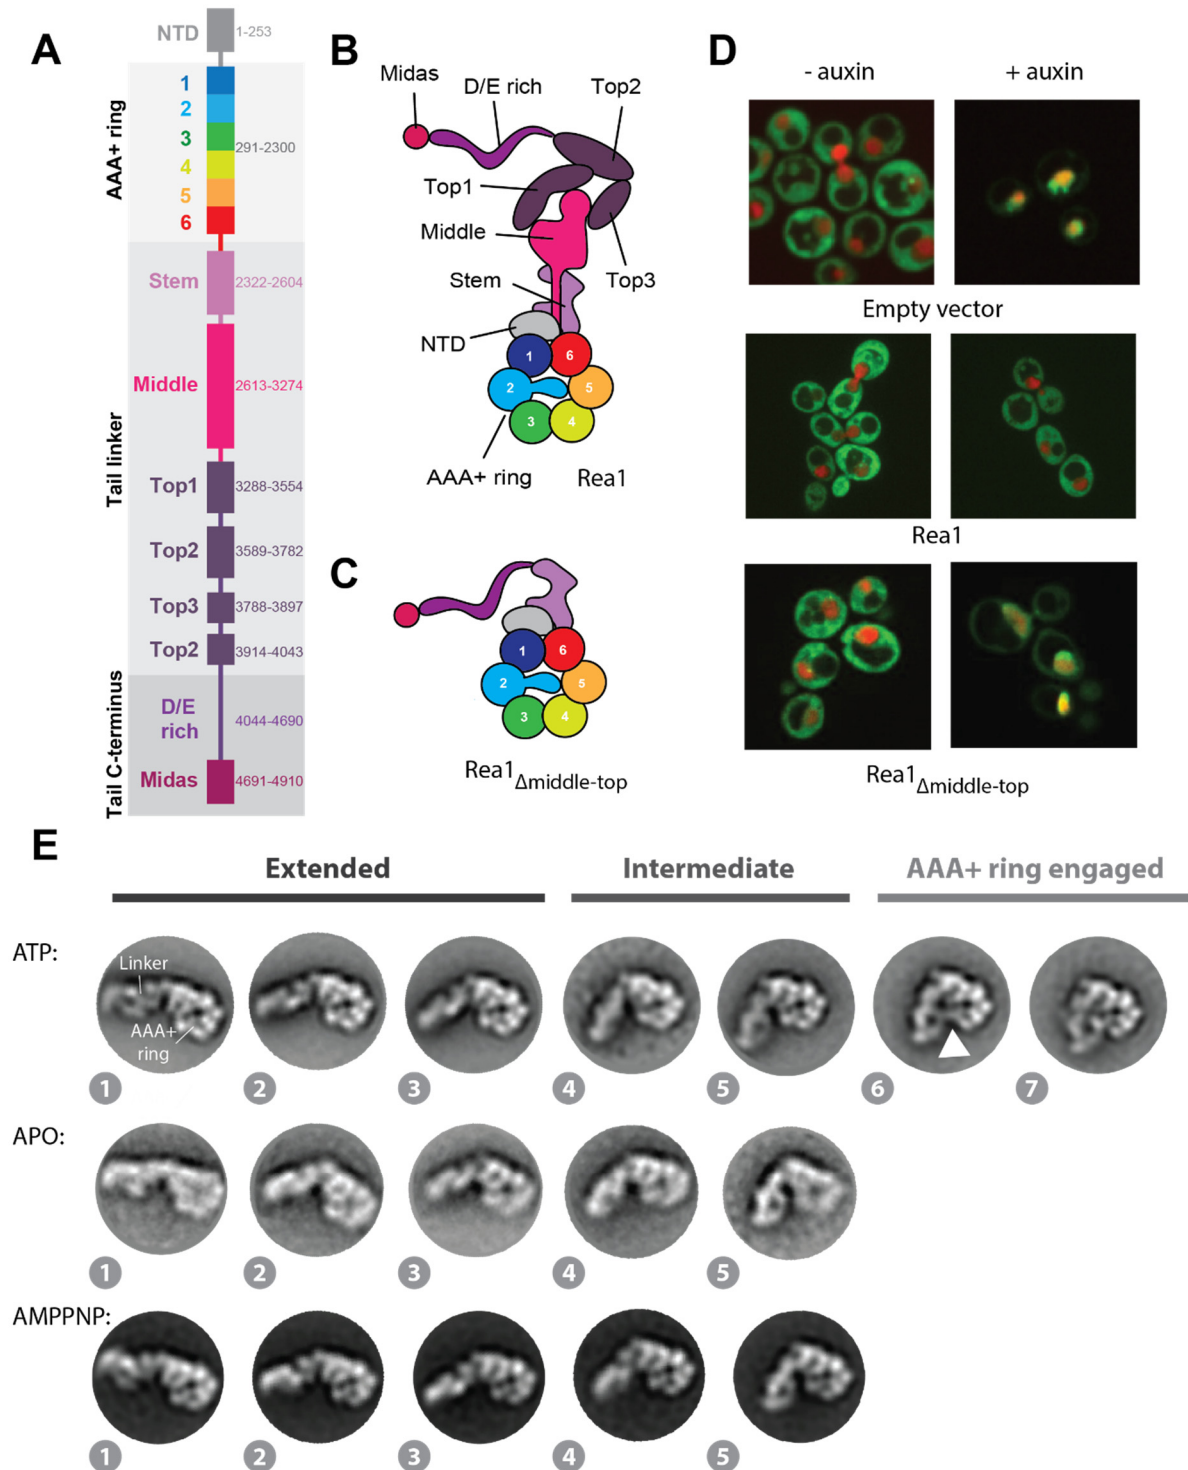 A
NTD
1-253
AAA+ ring
1
2
3
4
5
6
291-2300
Tail linker
Stem
2322-2604
Middle
2613-3274
Top1
3288-3554
Top2
3589-3782
Top3
3788-3897
Top2
3914-4043
Tail C-terminus
D/E
rich
4044-4690
Midas
4691-4910
B
Midas
D/E rich
Top2
Top1
Middle
Stem
Top3
NTD
1
6
2
5
3
4
AAA+ ring
Rea1
C
1
6
2
5
3
4
Rea1Δmiddle-top
D
- auxin
+ auxin
Empty vector
Rea1
Rea1Δmiddle-top
E
Extended
Intermediate
AAA+ ring engaged
ATP:
Linker
AAA+
ring
1
2
3
4
5
6
7
APO:
1
2
3
4
5
AMPPNP:
1
2
3
4
5